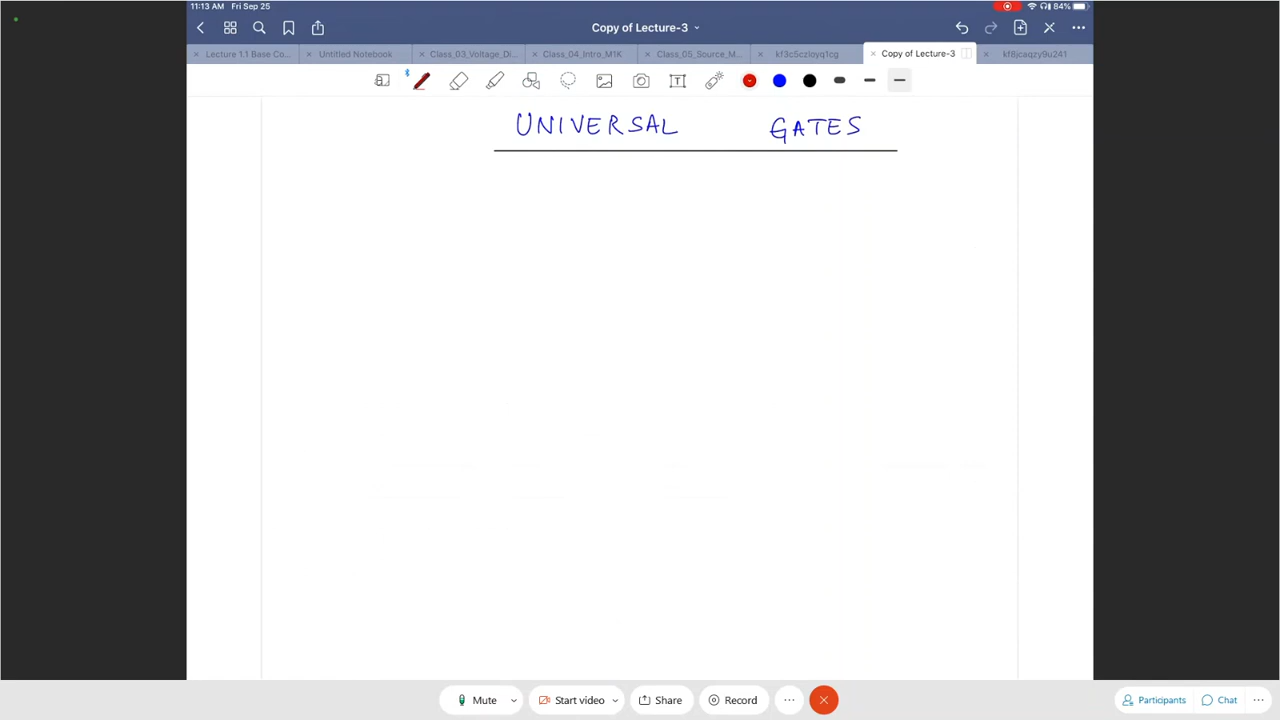 11:13 AM Fri Sep 25
84%
Copy of Lecture-3
Lecture 1.1 Base Co...
Untitled Notebook
Class_03_Voltage_Di...
Class_04_Intro_M1K
Class_05_Source_M...
kf3c5czloyq1cg
Copy of Lecture-3
kf8jcaqzy9u241
T
UNIVERSAL GATES
Mute
Start video
Share
Record
Participants
Chat